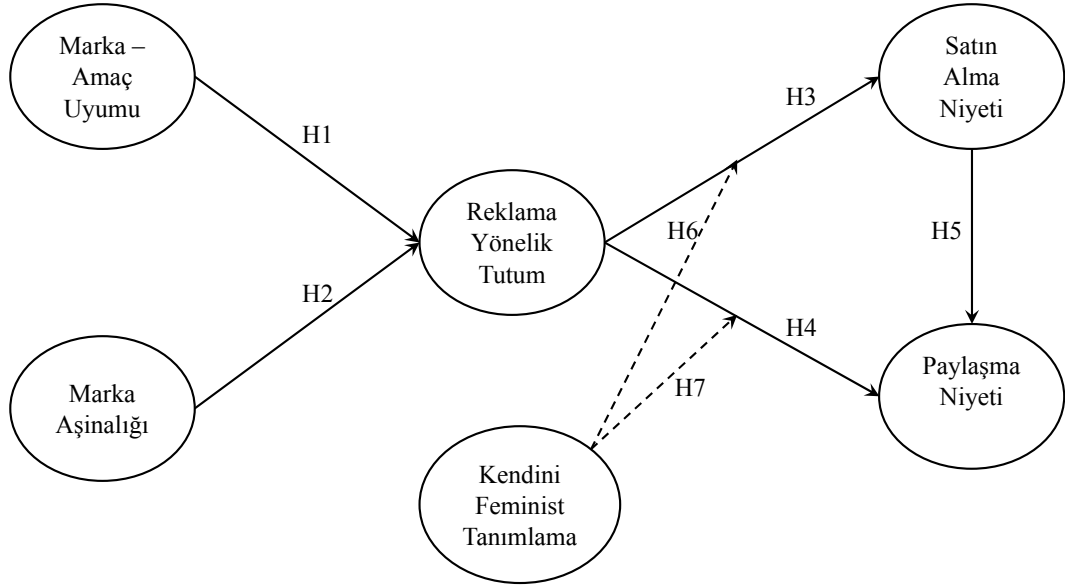 Marka –
Amaç
Uyumu
H1
Marka
Aşinalığı
H2
Reklama
Yönelik
Tutum
H3
H6
H4
H7
Kendini
Feminist
Tanımlama
Satın
Alma
Niyeti
H5
Paylaşma
Niyeti